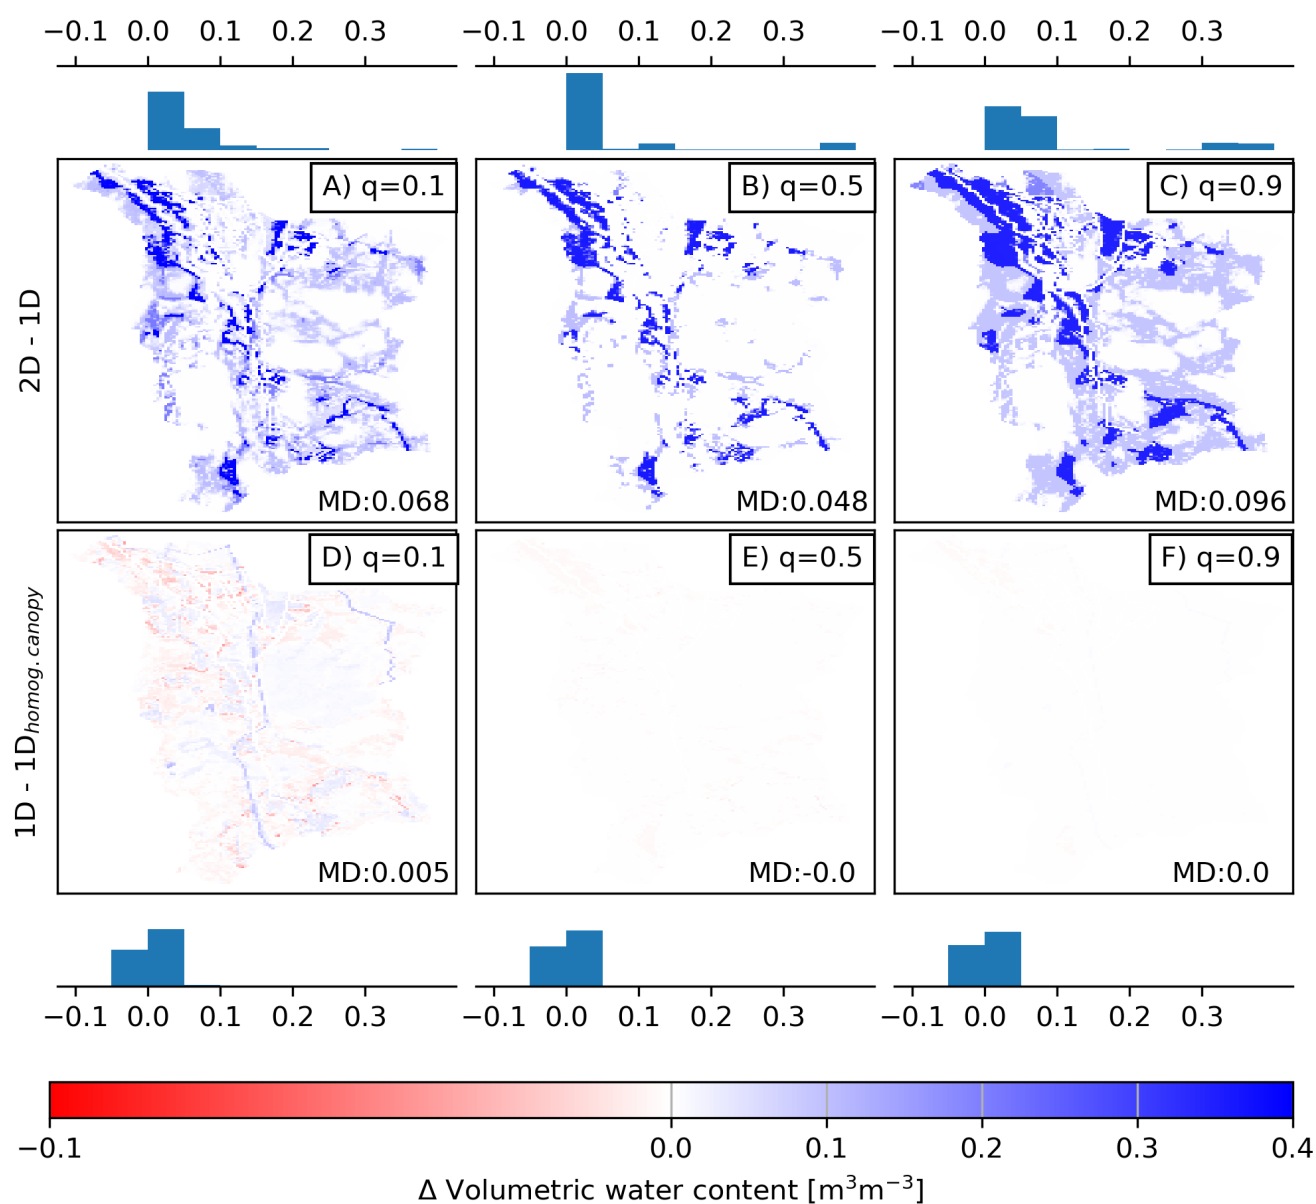 −0.1 0.0 0.1 0.2 0.3 −0.1 0.0 0.1 0.2 0.3 −0.1 0.0 0.1 0.2 0.3
2D - 1D
A) q=0.1
MD:0.068
B) q=0.5
MD:0.048
C) q=0.9
MD:0.096
1D - 1D_{homog.canopy}
D) q=0.1
MD:0.005
E) q=0.5
MD:-0.0
F) q=0.9
MD:0.0
−0.1 0.0 0.1 0.2 0.3 −0.1 0.0 0.1 0.2 0.3 −0.1 0.0 0.1 0.2 0.3
−0.1 0.0 0.1 0.2 0.3 0.4
Δ Volumetric water content [m³m⁻³]